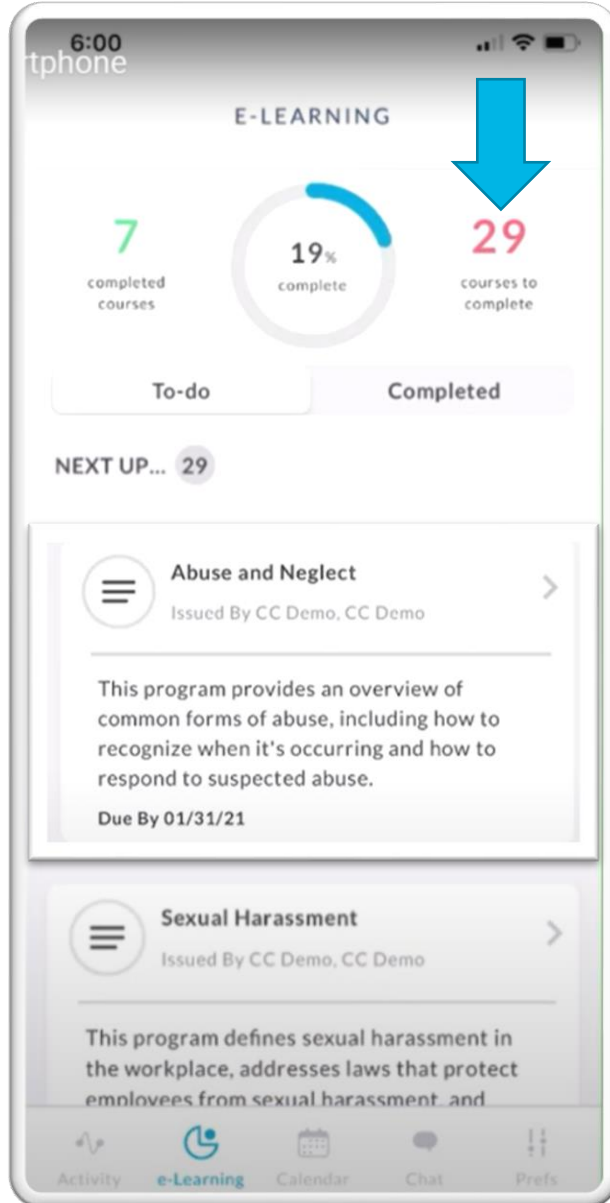 6:00
tphone
E-LEARNING
7
completed
courses
19%
complete
29
courses to
complete
To-do
Completed
NEXT UP... 29
Abuse and Neglect
Issued By CC Demo, CC Demo
This program provides an overview of
common forms of abuse, including how to
recognize when it's occurring and how to
respond to suspected abuse.
Due By 01/31/21
Sexual Harassment
Issued By CC Demo, CC Demo
This program defines sexual harassment in
the workplace, addresses laws that protect
employees from sexual harassment, and
Activity
e-Learning
Calendar
Chat
Prefs